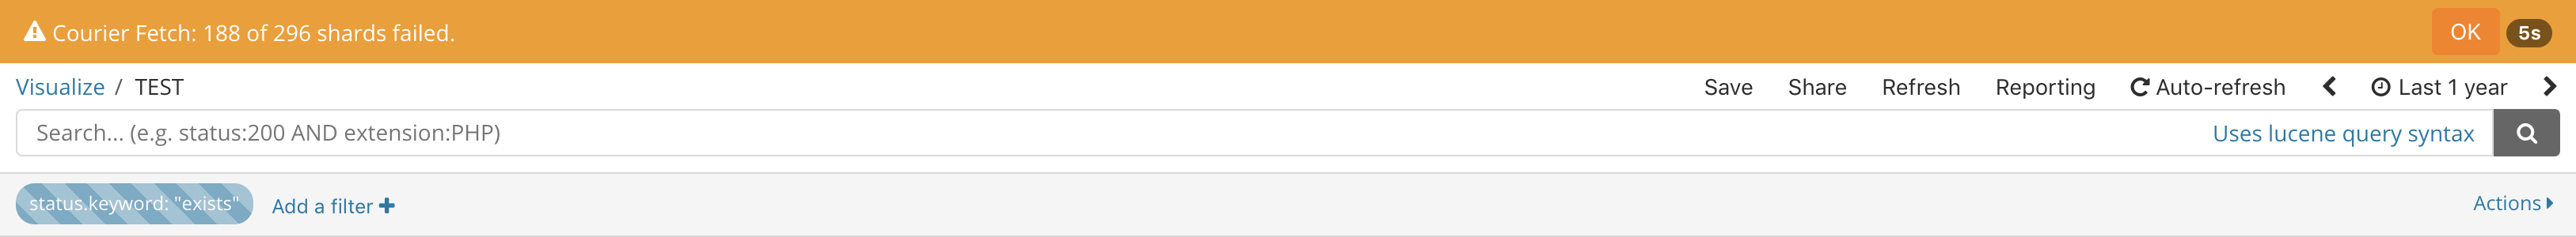 Courier Fetch: 188 of 296 shards failed.
OK
5s
Visualize / TEST
Save Share Refresh Reporting Auto-refresh Last 1 year
Search... (e.g. status:200 AND extension:PHP)
Uses lucene query syntax
status.keyword: "exists"
Add a filter
Actions